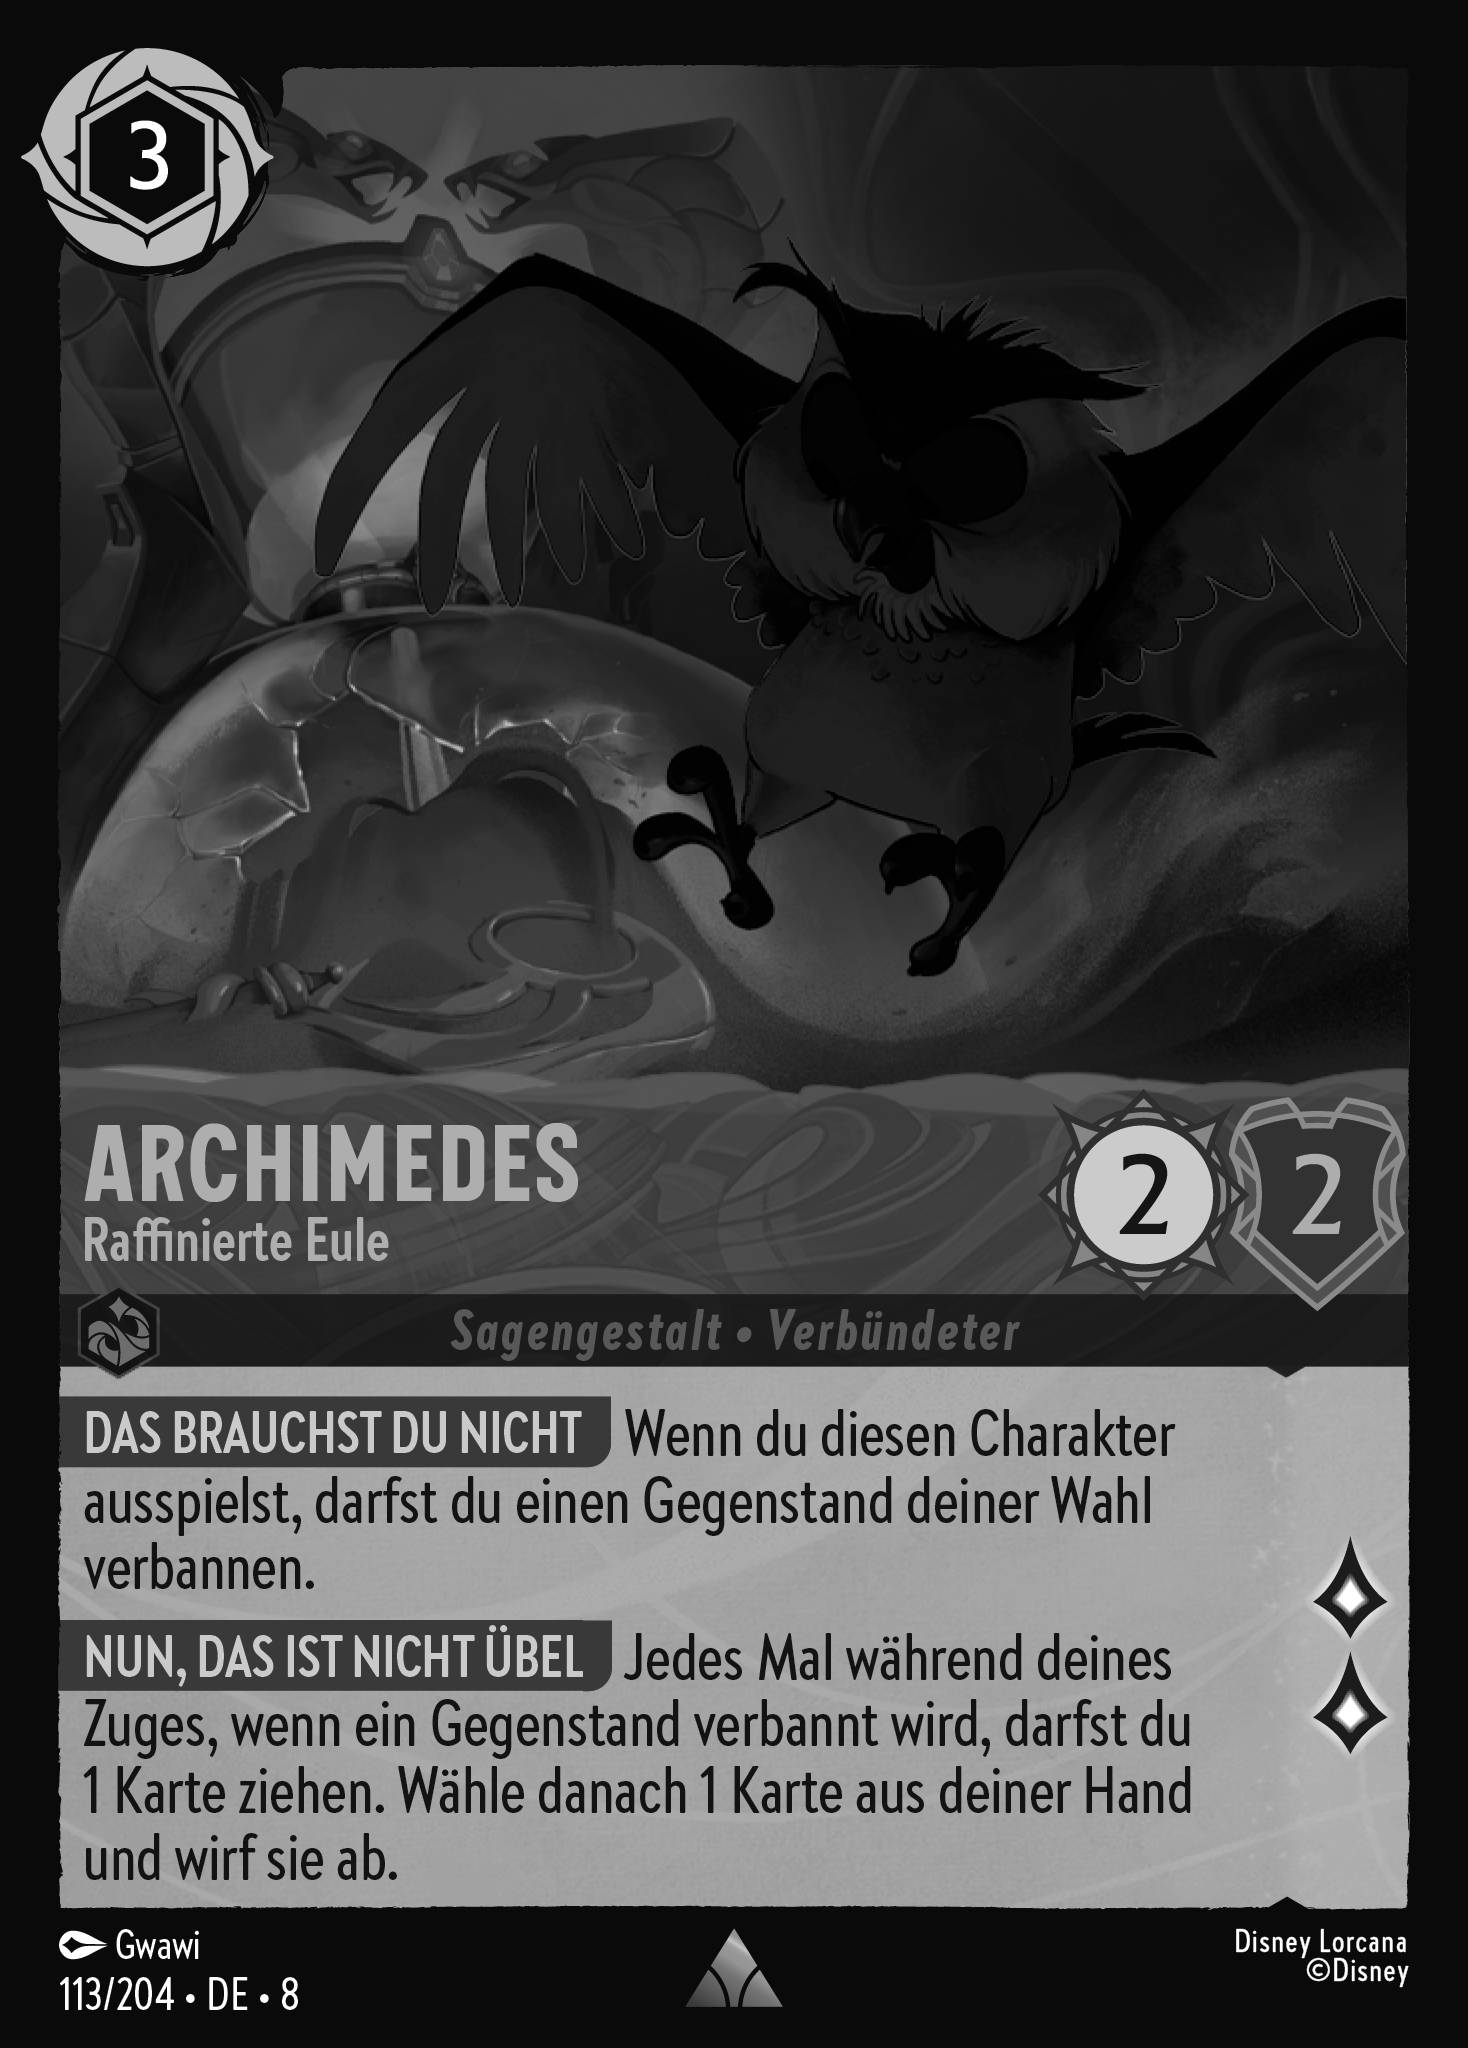 3
ARCHIMEDES
Raffinierte Eule
2 2
Sagengestalt • Verbündeter
DAS BRAUCHST DU NICHT Wenn du diesen Charakter
ausspielst, darfst du einen Gegenstand deiner Wahl
verbannen.
NUN, DAS IST NICHT ÜBEL Jedes Mal während deines
Zuges, wenn ein Gegenstand verbannt wird, darfst du
1 Karte ziehen. Wähle danach 1 Karte aus deiner Hand
und wirf sie ab.
Gwawi
113/204 • DE • 8
Disney Lorcana
©Disney